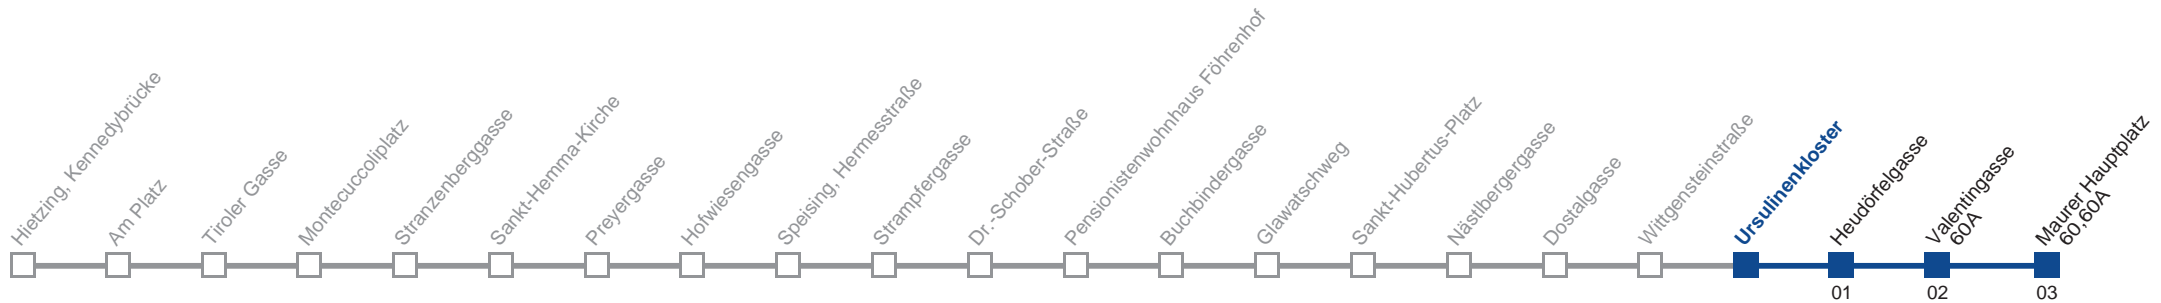 Hietzing, Kennedybrücke
Am Platz
Tiroler Gasse
Montecuccoliplatz
Stranzenberggasse
Sankt-Hemma-Kirche
Preyergasse
Hofwiesengasse
Speising, Hermesstraße
Strampfergasse
Dr.-Schober-Straße
Pensionistenwohnhaus Föhrenhof
Buchbindergasse
Glawatschweg
Sankt-Hubertus-Platz
Nästlbergergasse
Dostalgasse
Wittgensteinstraße
Ursulinenkloster
Heudörfelgasse
Valentingasse
60A
Maurer Hauptplatz
60,60A
01
02
03